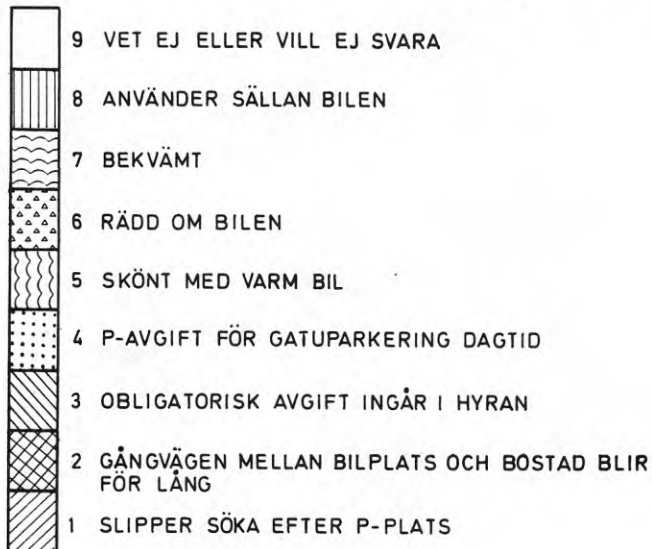 9 VET EJ ELLER VILL EJ SVARA
8 ANVÄNDER SÄLLAN BILEN
7 BEKVÄMT
6 RÄDD OM BILEN
5 SKÖNT MED VARM BIL
4 P-AVGIFT FÖR GATUPARKERING DAGTID
3 OBLIGATORISK AVGIFT INGÅR I HYRAN
2 GÅNGVÄGEN MELLAN BILPLATS OCH BOSTAD BLIR
FÖR LÅNG
1 SLIPPER SÖKA EFTER P-PLATS